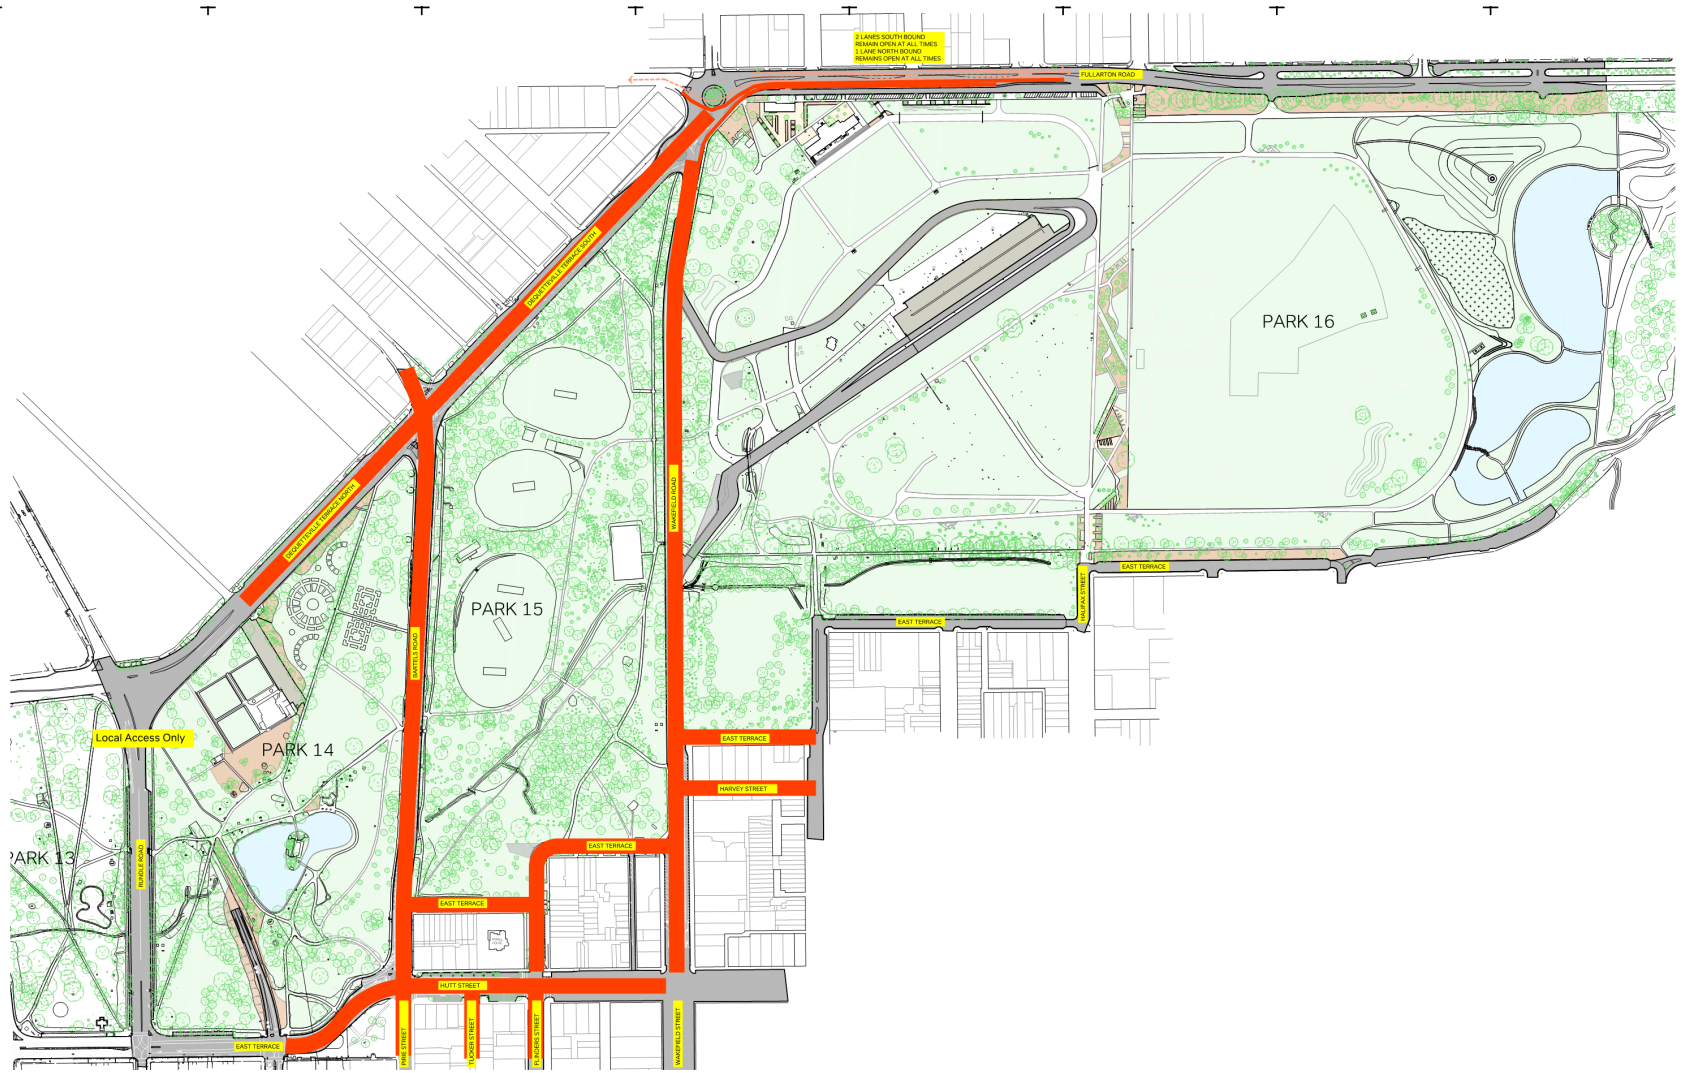 2 LANES SOUTH BOUND
REMAIN OPEN AT ALL TIMES
1 LANE NORTH BOUND
REMAINS OPEN AT ALL TIMES
FULLARTON ROAD
DEQUETTEVILLE TERRACE SOUTH
PARK 16
DEQUETTEVILLE TERRACE NORTH
WAKEFIELD ROAD
EAST TERRACE
HALIFAX STREET
PARK 15
EAST TERRACE
BARTELS ROAD
Local Access Only
PARK 14
EAST TERRACE
HARVEY STREET
EAST TERRACE
PARK 13
RUNDLE ROAD
EAST TERRACE
HUTT STREET
EAST TERRACE
PIRIE STREET
TUCKER STREET
FLINDERS STREET
WAKEFIELD STREET